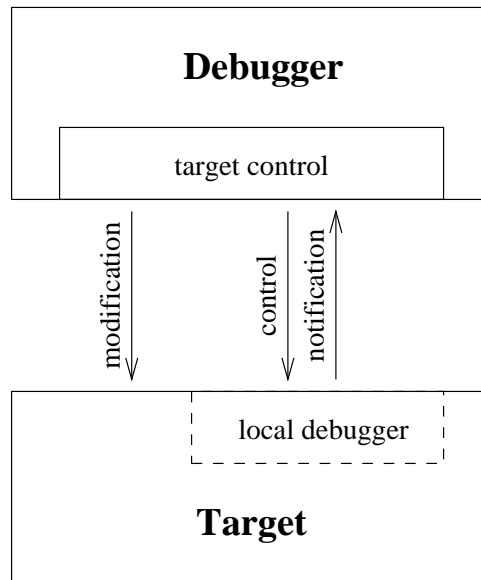 Debugger
target control
modification
control
notification
local debugger
Target